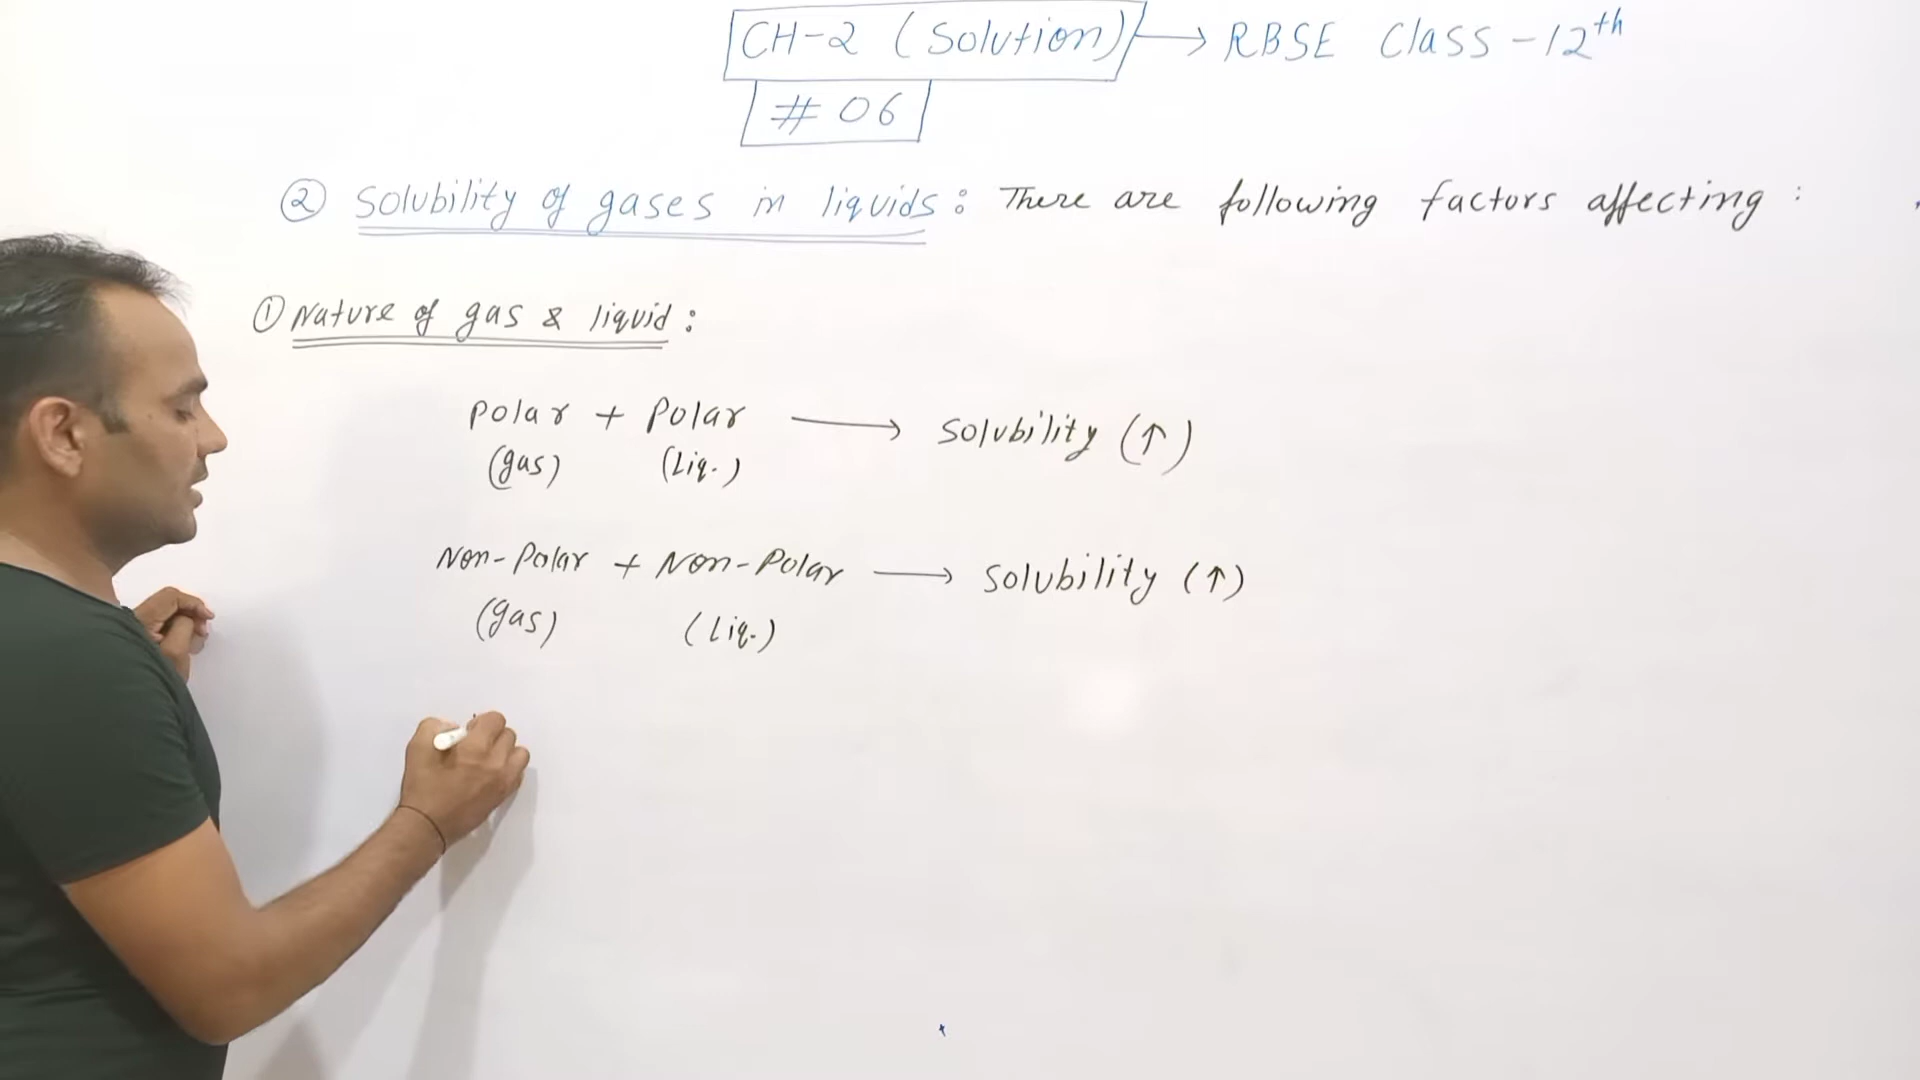 CH-2 (Solution) → RBSE Class-12th
# 06
② Solubility of gases in liquids: There are following factors affecting :
① Nature of gas & liquid:
Polar + Polar → Solubility (↑)
(gas) (Liq.)
Non-Polar + Non-Polar → Solubility (↑)
(gas) (Liq.)